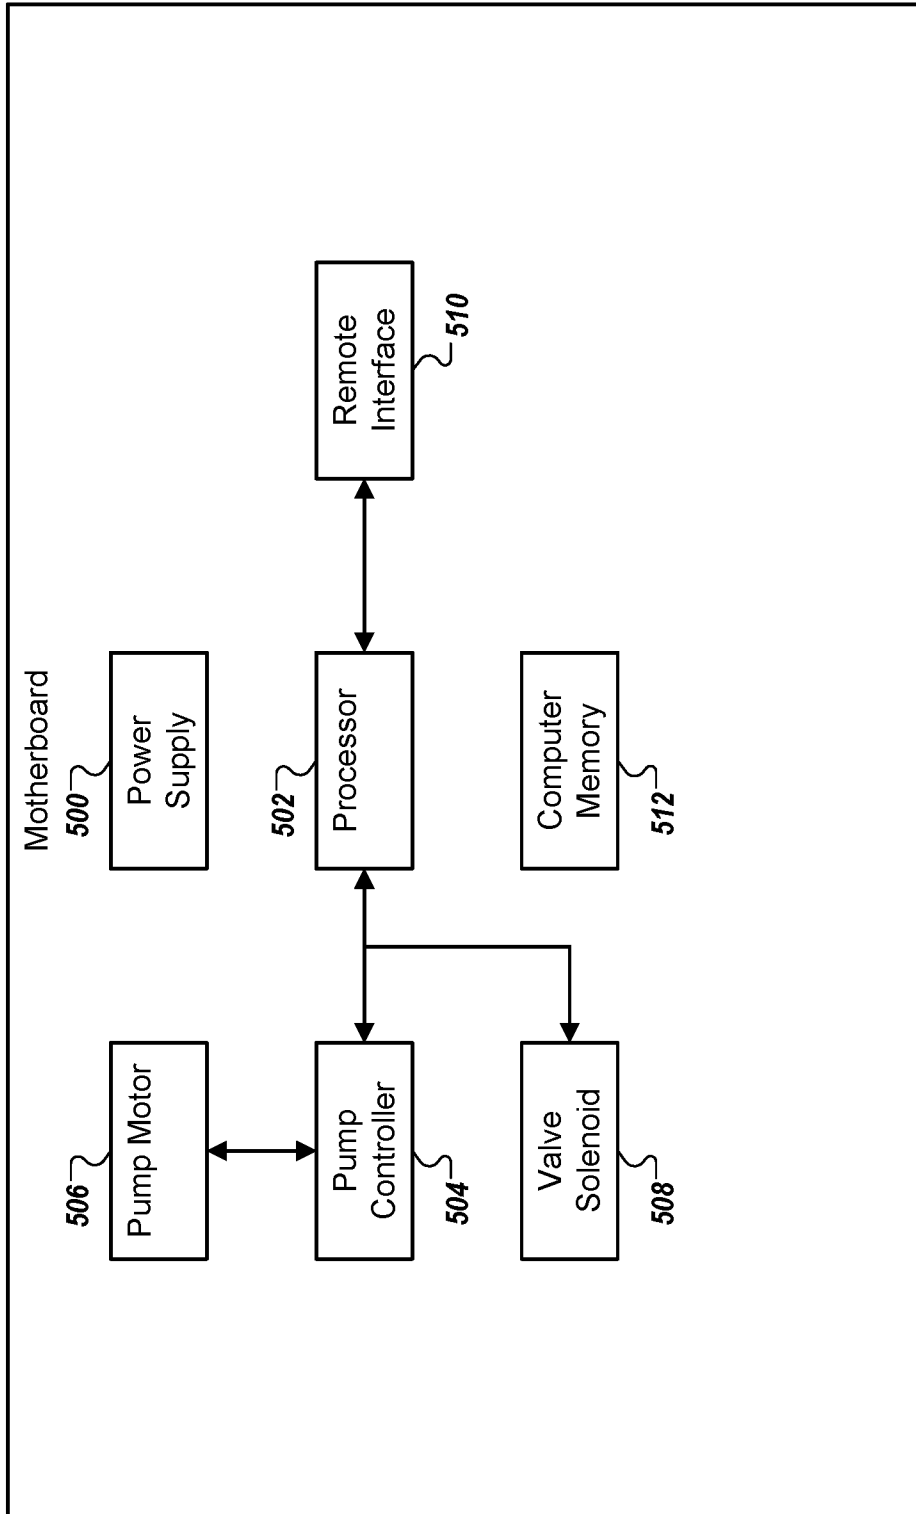 Motherboard
506
Pump Motor
500
Power
Supply
Pump
Controller
504
502
Processor
Remote
Interface
510
Valve
Solenoid
508
Computer
Memory
512